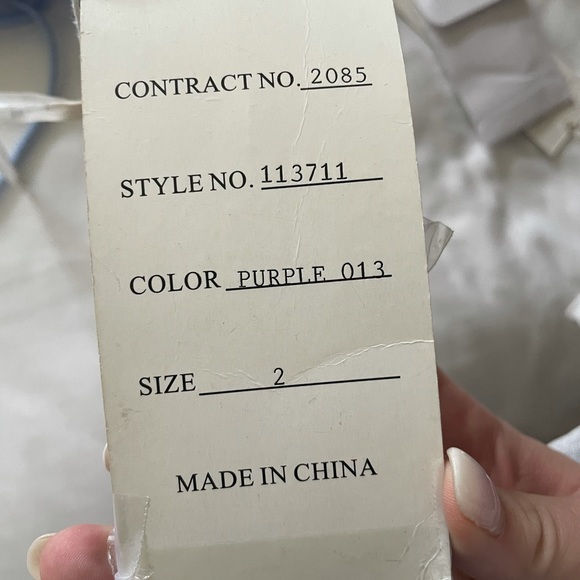 CONTRACT NO. 2085
STYLE NO. 113711
COLOR PURPLE 013
SIZE 2
MADE IN CHINA